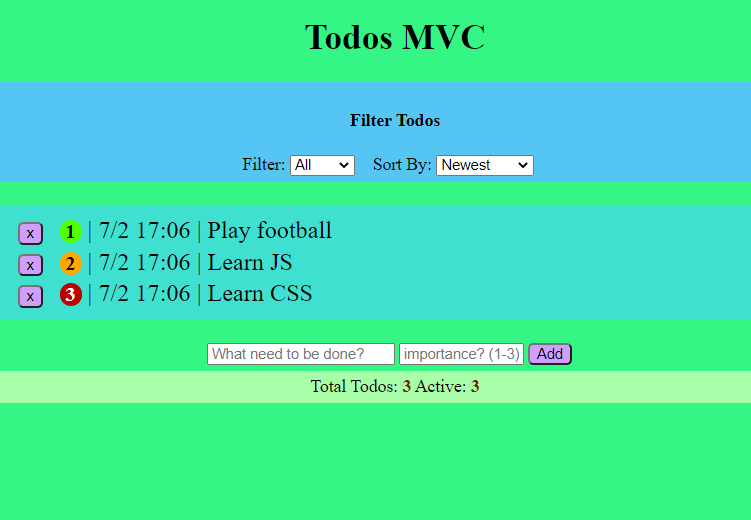 Todos MVC
Filter Todos
Filter: All Sort By: Newest
x 1 | 7/2 17:06 | Play football
x 2 | 7/2 17:06 | Learn JS
x 3 | 7/2 17:06 | Learn CSS
What need to be done? importance? (1-3) Add
Total Todos: 3 Active: 3